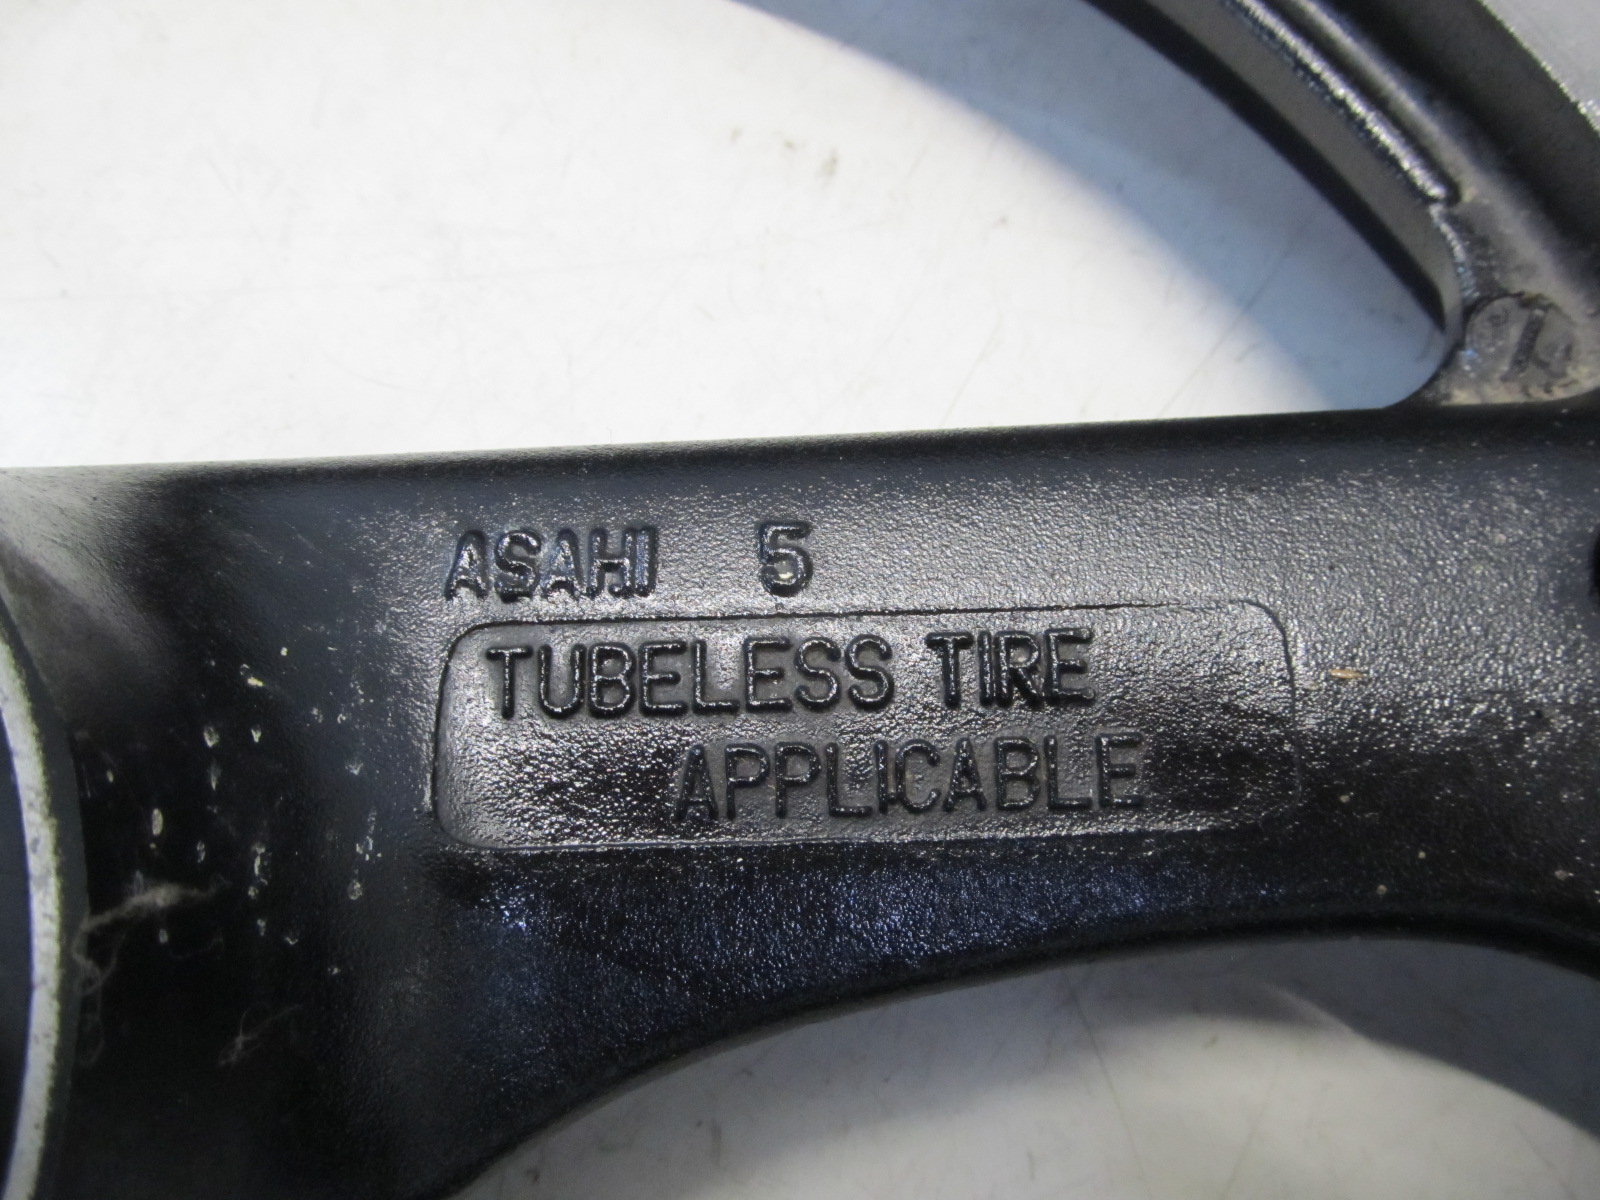 ASAHI 5
TUBELESS TIRE
APPLICABLE